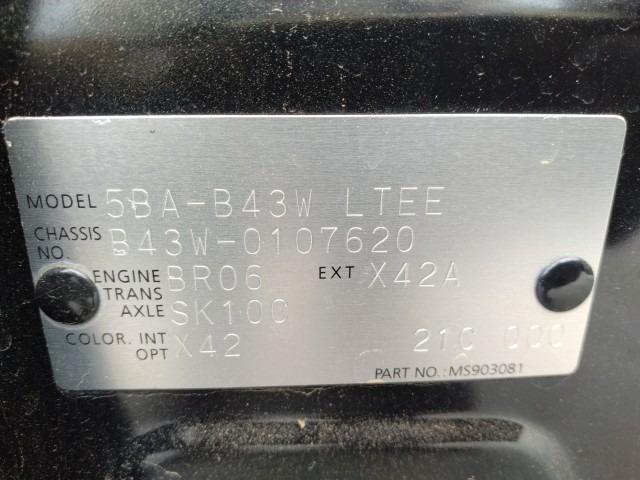 MODEL 5BA-B43W LTEE
CHASSIS NO. B43W-0107620
ENGINE BR06 EXT X42A
TRANS AXLE SK100
COLOR. INT X42
OPT 21C 000
PART NO.: MS903081